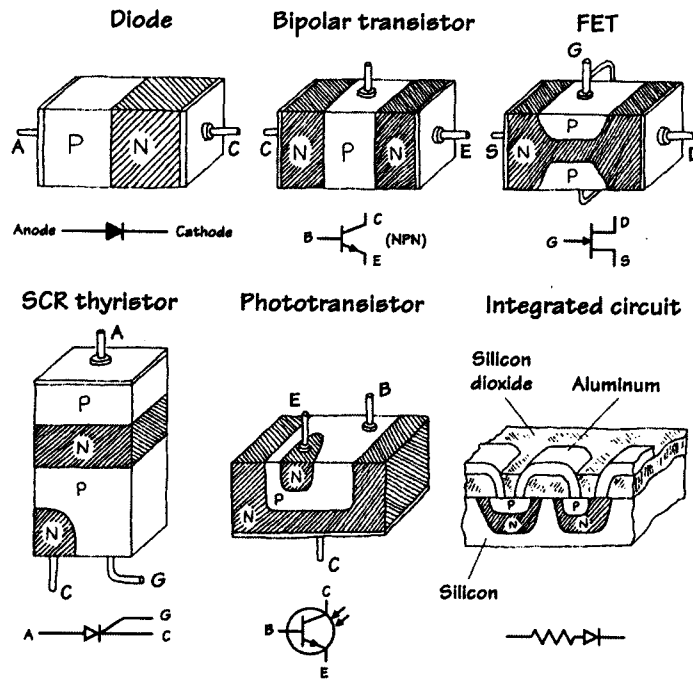 Diode
Bipolar transistor
FET
A
P
N
C
C
N
P
N
E
G
S
N
P
P
D
Anode
Cathode
B
C
(NPN)
E
G
D
S
SCR thyristor
Phototransistor
Integrated circuit
A
P
N
P
N
C
G
E
B
N
P
N
C
Silicon
dioxide
Aluminum
P
N
P
N
Silicon
A
G
C
C
B
E